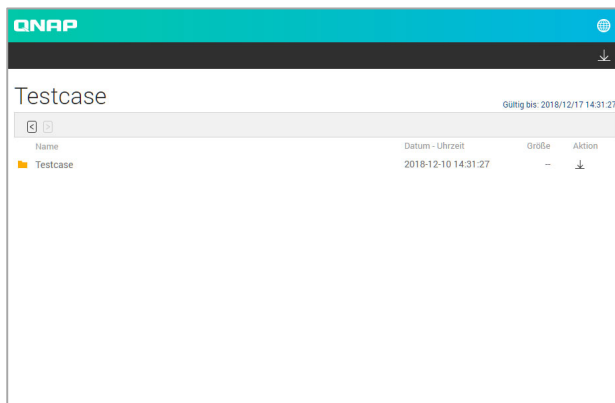 QNAP
Testcase
Gültig bis: 2018/12/17 14:31:27
Name Datum - Uhrzeit Größe Aktion
Testcase 2018-12-10 14:31:27 --